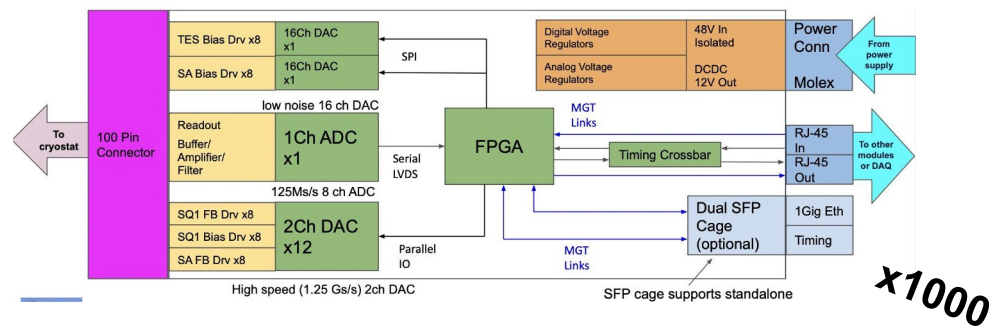 TES Bias Drv x8
16Ch DAC
x1
SA Bias Drv x8
16Ch DAC
x1
SPI
low noise 16 ch DAC
Digital Voltage
Regulators
48V In
Isolated
Analog Voltage
Regulators
DCDC
12V Out
Power
Conn
Molex
From
power
supply
To
cryostat
100 Pin
Connector
Readout
Buffer/
Amplifier/
Filter
1Ch ADC
x1
Serial
LVDS
125Ms/s 8 ch ADC
FPGA
MGT
Links
Timing Crossbar
RJ-45
In
RJ-45
Out
To other
modules
or DAQ
SQ1 FB Drv x8
SQ1 Bias Drv x8
SA FB Drv x8
2Ch DAC
x12
Parallel
IO
High speed (1.25 Gs/s) 2ch DAC
MGT
Links
Dual SFP
Cage
(optional)
1Gig Eth
Timing
SFP cage supports standalone
x1000